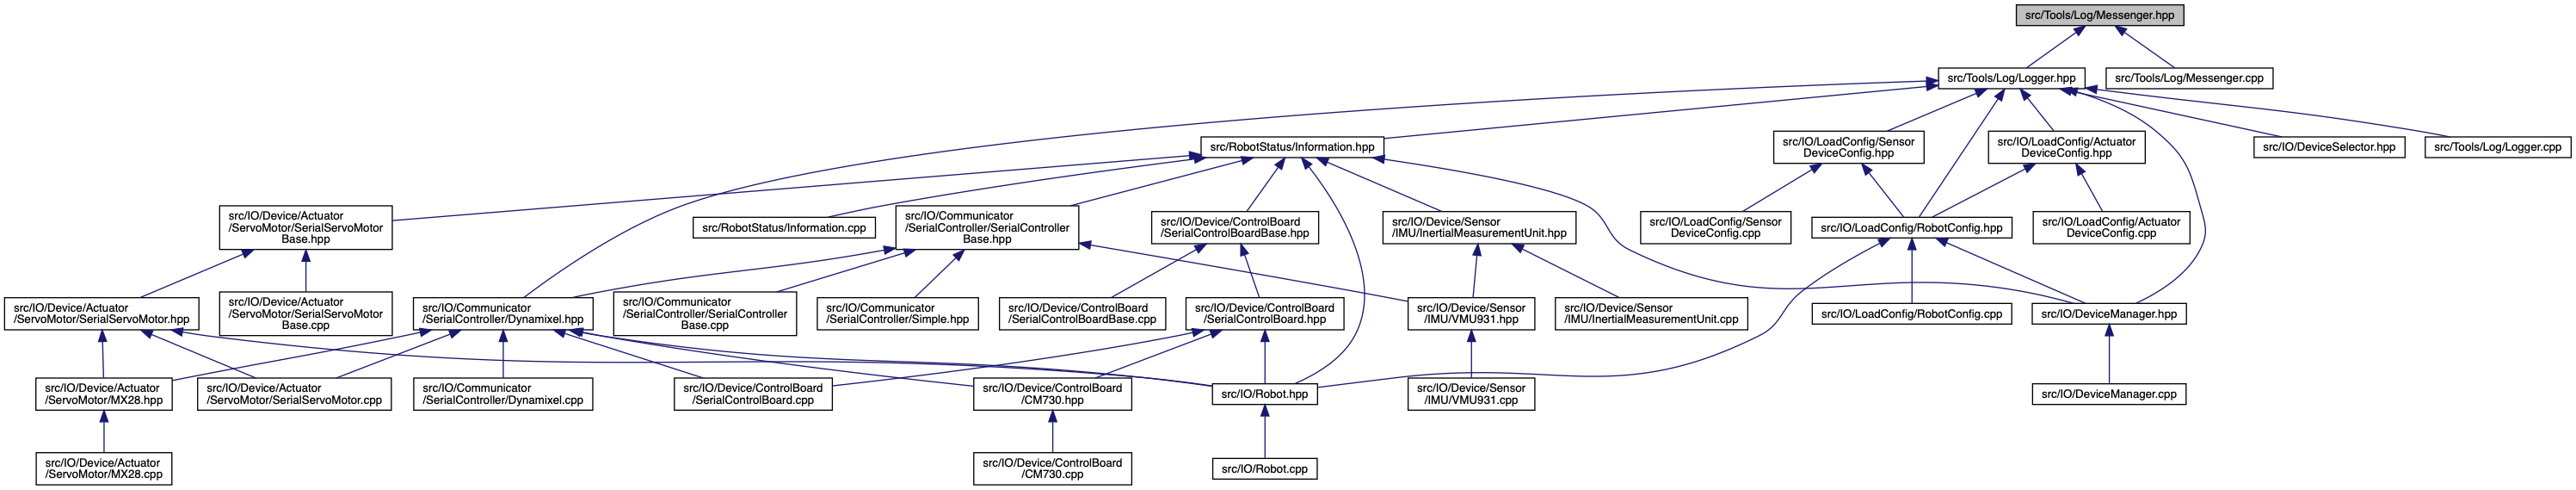 src/Tools/Log/Messenger.hpp
src/Tools/Log/Logger.hpp
src/Tools/Log/Messenger.cpp
src/RobotStatus/Information.hpp
src/IO/LoadConfig/Sensor
DeviceConfig.hpp
src/IO/LoadConfig/Actuator
DeviceConfig.hpp
src/IO/DeviceSelector.hpp
src/Tools/Log/Logger.cpp
src/IO/Device/Actuator
/ServoMotor/SerialServoMotor
Base.hpp
src/RobotStatus/Information.cpp
src/IO/Communicator
/SerialController/SerialController
Base.hpp
src/IO/Device/ControlBoard
/SerialControlBoardBase.hpp
src/IO/Device/Sensor
/IMU/InertialMeasurementUnit.hpp
src/IO/LoadConfig/Sensor
DeviceConfig.cpp
src/IO/LoadConfig/RobotConfig.hpp
src/IO/LoadConfig/Actuator
DeviceConfig.cpp
src/IO/Device/Actuator
/ServoMotor/SerialServoMotor.hpp
src/IO/Device/Actuator
/ServoMotor/SerialServoMotor
Base.cpp
src/IO/Communicator
/SerialController/Dynamixel.hpp
src/IO/Communicator
/SerialController/SerialController
Base.cpp
src/IO/Communicator
/SerialController/Simple.hpp
src/IO/Device/ControlBoard
/SerialControlBoardBase.cpp
src/IO/Device/ControlBoard
/SerialControlBoard.hpp
src/IO/Device/Sensor
/IMU/VMU931.hpp
src/IO/Device/Sensor
/IMU/InertialMeasurementUnit.cpp
src/IO/LoadConfig/RobotConfig.cpp
src/IO/DeviceManager.hpp
src/IO/Device/Actuator
/ServoMotor/MX28.hpp
src/IO/Device/Actuator
/ServoMotor/SerialServoMotor.cpp
src/IO/Communicator
/SerialController/Dynamixel.cpp
src/IO/Device/ControlBoard
/SerialControlBoard.cpp
src/IO/Device/ControlBoard
/CM730.hpp
src/IO/Robot.hpp
src/IO/Device/Sensor
/IMU/VMU931.cpp
src/IO/DeviceManager.cpp
src/IO/Device/Actuator
/ServoMotor/MX28.cpp
src/IO/Device/ControlBoard
/CM730.cpp
src/IO/Robot.cpp